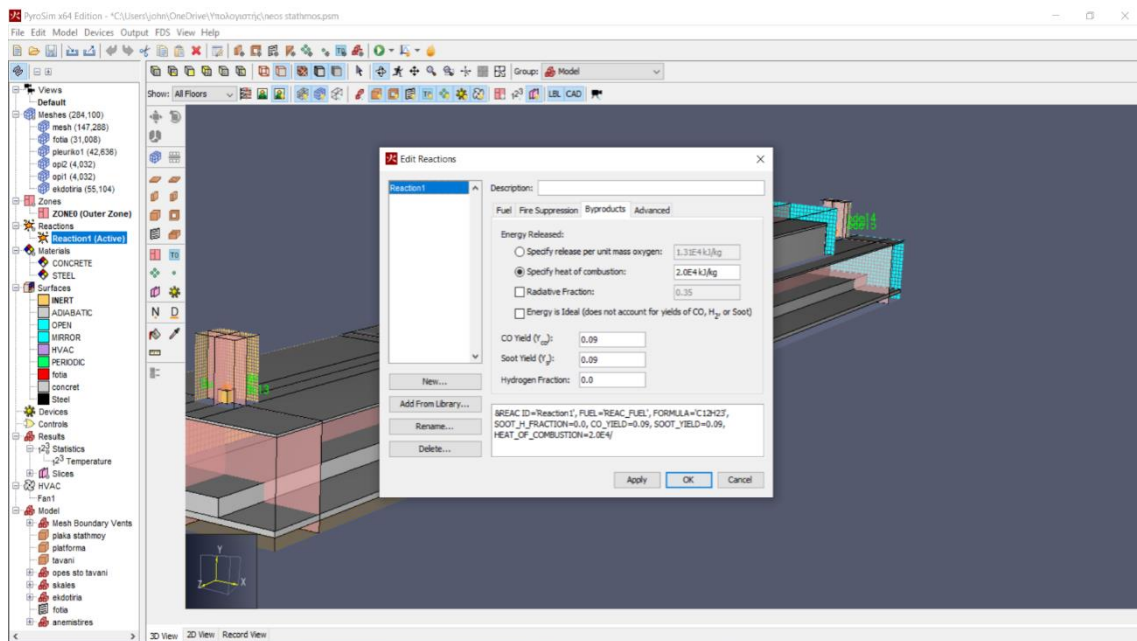 PyroSim x64 Edition - *C:\Users\john\OneDrive\Υπολογιστής\neos stathmos.psm
File Edit Model Devices Output FDS View Help
Group: Model
Show: All Floors
LBL CAD
Views
Default
Meshes (284,100)
mesh (147,288)
fotia (31,008)
pleuriko1 (42,636)
opi2 (4,032)
opi1 (4,032)
ekdotiria (55,104)
Zones
ZONE0 (Outer Zone)
Reactions
Reaction1 (Active)
Materials
CONCRETE
STEEL
Surfaces
INERT
ADIABATIC
OPEN
MIRROR
HVAC
PERIODIC
fotia
concret
Steel
Devices
Controls
Results
Statistics
Temperature
Slices
HVAC
Fan1
Model
Mesh Boundary Vents
plaka stathmoy
platforma
tavani
opes sto tavani
skales
ekdotiria
fotia
anemistires
Edit Reactions
Reaction1
Description:
Fuel Fire Suppression Byproducts Advanced
Energy Released:
Specify release per unit mass oxygen: 1.31E4 kJ/kg
Specify heat of combustion: 2.0E4 kJ/kg
Radiative Fraction: 0.35
Energy is Ideal (does not account for yields of CO, H2, or Soot)
CO Yield (Yco): 0.09
Soot Yield (Ys): 0.09
Hydrogen Fraction: 0.0
New...
Add From Library...
Rename...
Delete...
&REAC ID='Reaction1', FUEL='REAC_FUEL', FORMULA='C12H23',
SOOT_H_FRACTION=0.0, CO_YIELD=0.09, SOOT_YIELD=0.09,
HEAT_OF_COMBUSTION=2.0E4/
Apply OK Cancel
Y
Z X
3D View 2D View Record View